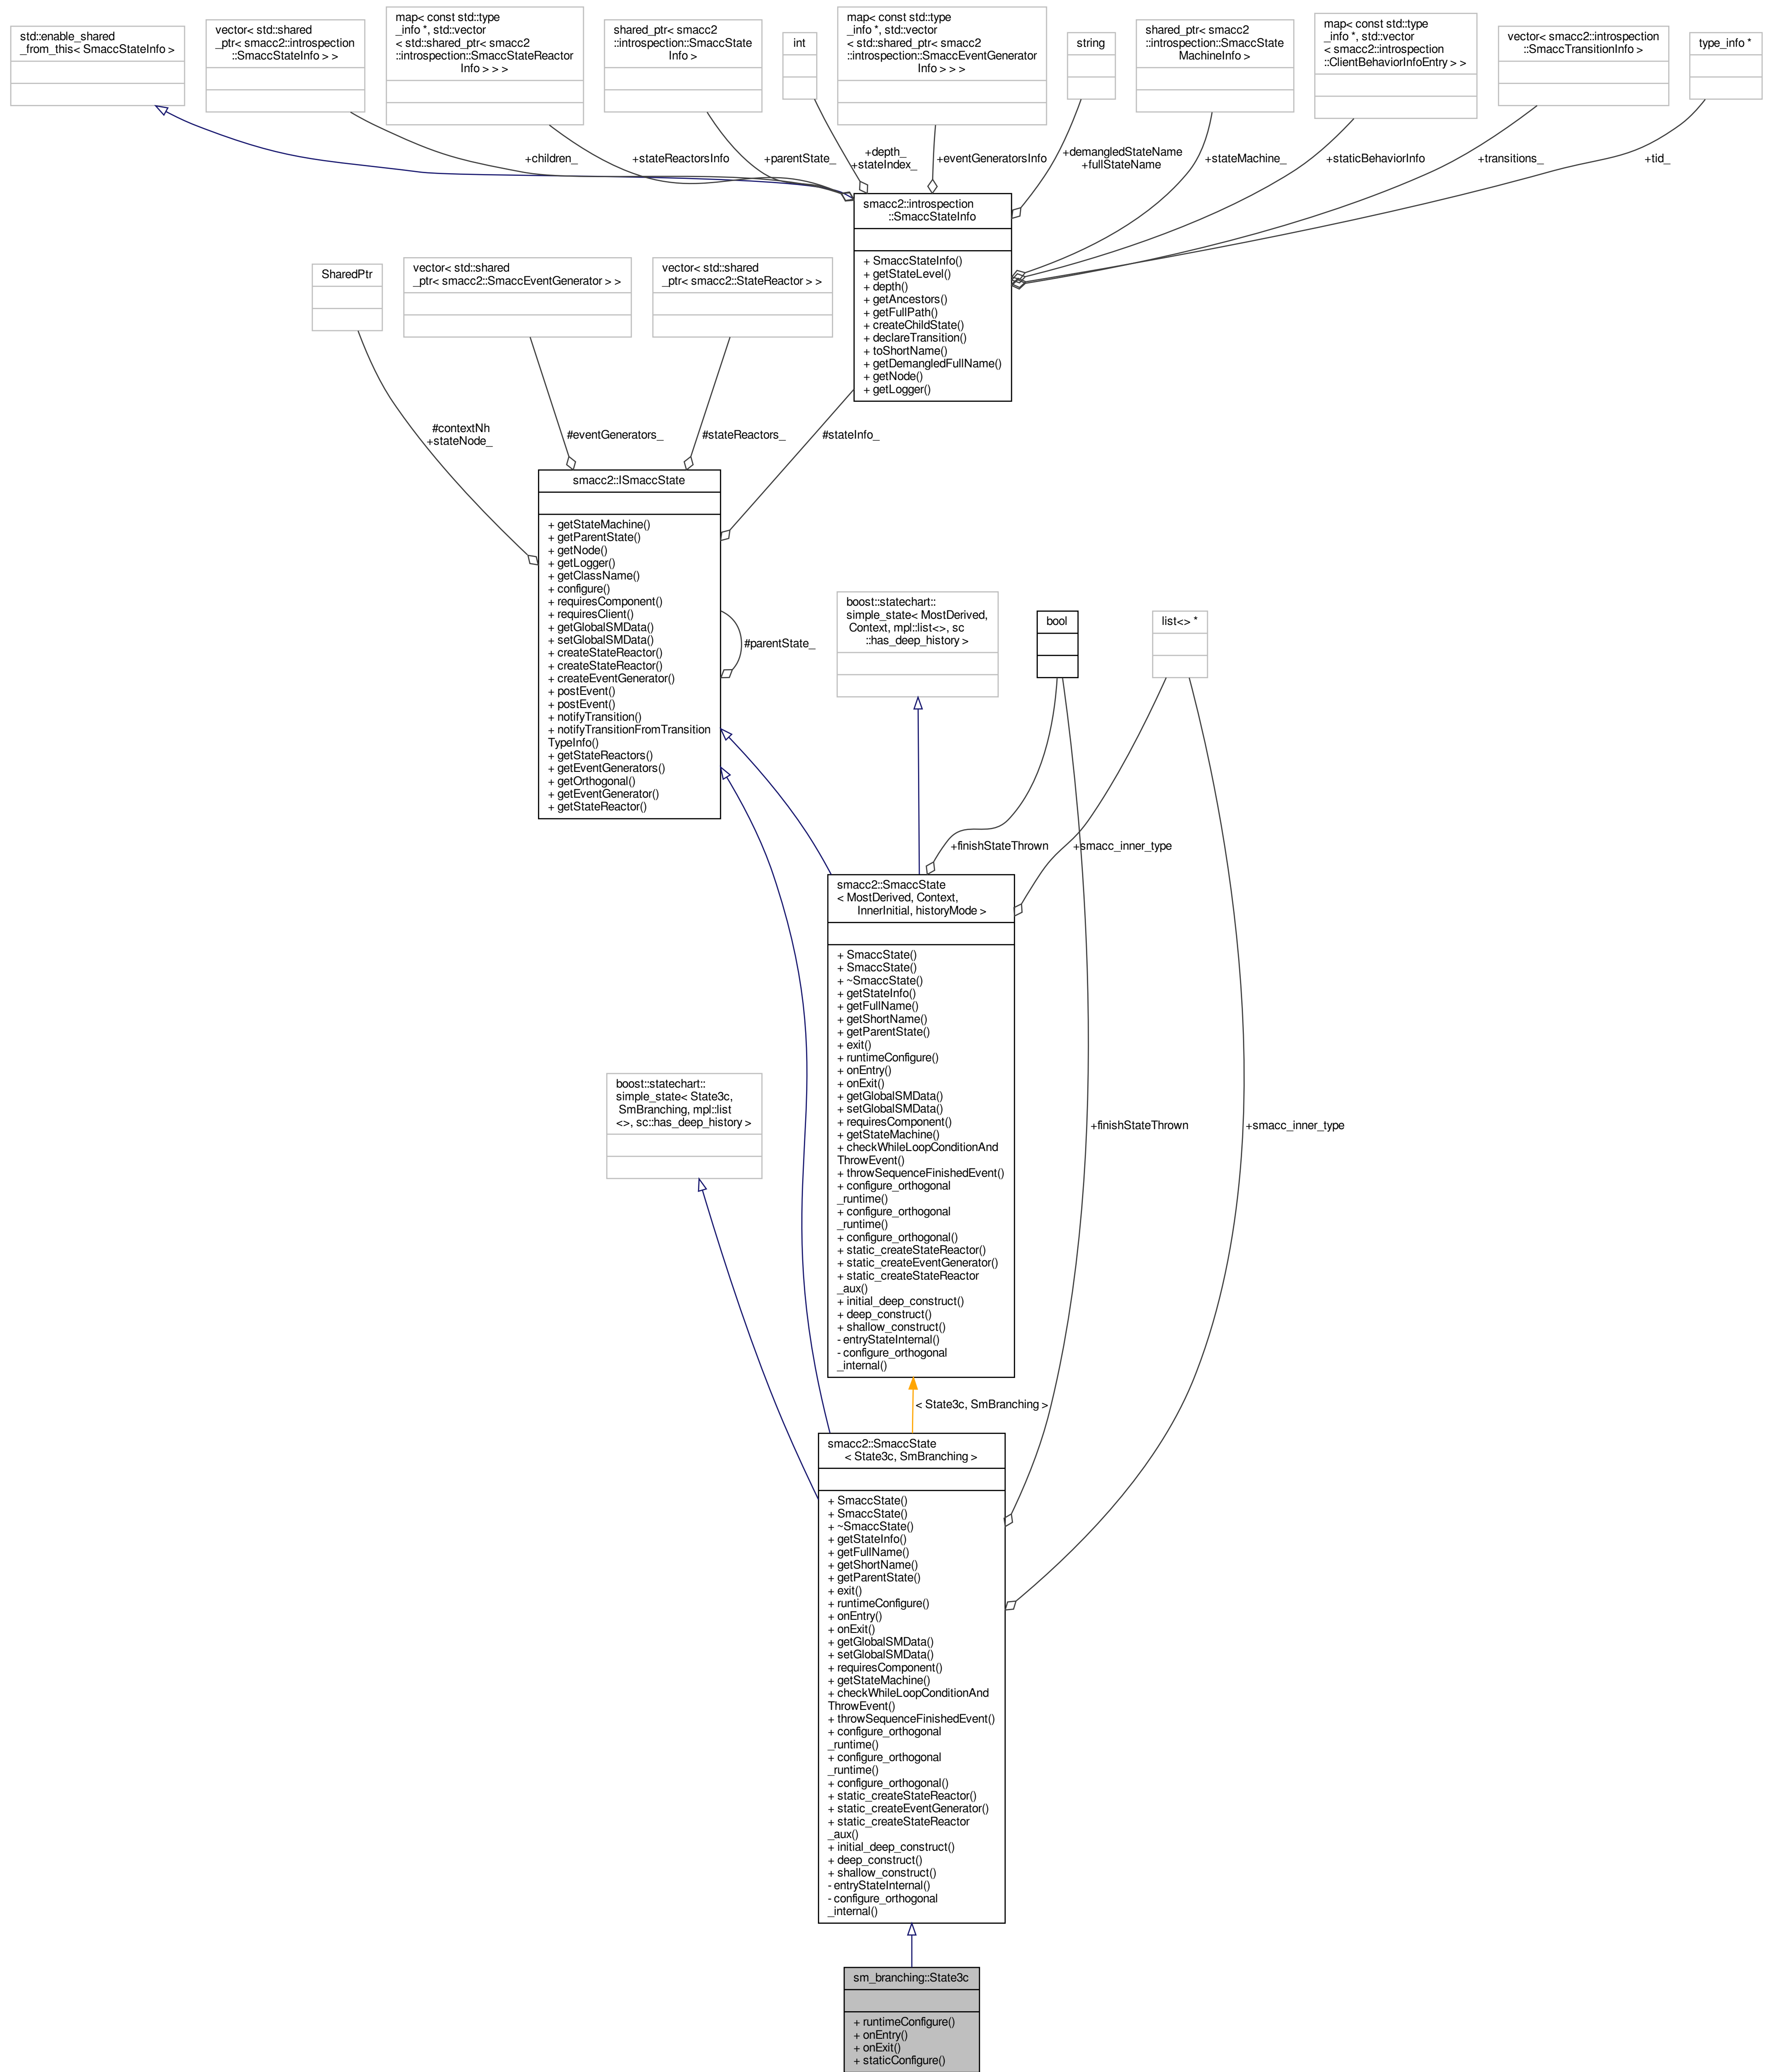 std::enable_shared
_from_this< SmaccStateInfo >
vector< std::shared
_ptr< smacc2::introspection
::SmaccStateInfo > >
map< const std::type
_info *, std::vector
< std::shared_ptr< smacc2
::introspection::SmaccStateReactor
Info > > >
shared_ptr< smacc2
::introspection::SmaccState
Info >
int
map< const std::type
_info *, std::vector
< std::shared_ptr< smacc2
::introspection::SmaccEventGenerator
Info > > >
string
shared_ptr< smacc2
::introspection::SmaccState
MachineInfo >
map< const std::type
_info *, std::vector
< smacc2::introspection
::ClientBehaviorInfoEntry > >
vector< smacc2::introspection
::SmaccTransitionInfo >
type_info *
+children_
+stateReactorsInfo
+parentState_
+depth_
+stateIndex_
+eventGeneratorsInfo
+demangledStateName
+fullStateName
+stateMachine_
+staticBehaviorInfo
+transitions_
+tid_
smacc2::introspection
::SmaccStateInfo
+ SmaccStateInfo()
+ getStateLevel()
+ depth()
+ getAncestors()
+ getFullPath()
+ createChildState()
+ declareTransition()
+ toShortName()
+ getDemangledFullName()
+ getNode()
+ getLogger()
SharedPtr
vector< std::shared
_ptr< smacc2::SmaccEventGenerator > >
vector< std::shared
_ptr< smacc2::StateReactor > >
#contextNh
+stateNode_
#eventGenerators_
#stateReactors_
#stateInfo_
smacc2::ISmaccState
+ getStateMachine()
+ getParentState()
+ getNode()
+ getLogger()
+ getClassName()
+ configure()
+ requiresComponent()
+ requiresClient()
+ getGlobalSMData()
+ setGlobalSMData()
+ createStateReactor()
+ createStateReactor()
+ createEventGenerator()
+ postEvent()
+ postEvent()
+ notifyTransition()
+ notifyTransitionFromTransition
TypeInfo()
+ getStateReactors()
+ getEventGenerators()
+ getOrthogonal()
+ getEventGenerator()
+ getStateReactor()
#parentState_
boost::statechart::
simple_state< MostDerived,
Context, mpl::list<>, sc
::has_deep_history >
bool
list<> *
+finishStateThrown
+smacc_inner_type
smacc2::SmaccState
< MostDerived, Context,
InnerInitial, historyMode >
+ SmaccState()
+ SmaccState()
+ ~SmaccState()
+ getStateInfo()
+ getFullName()
+ getShortName()
+ getParentState()
+ exit()
+ runtimeConfigure()
+ onEntry()
+ onExit()
+ getGlobalSMData()
+ setGlobalSMData()
+ requiresComponent()
+ getStateMachine()
+ checkWhileLoopConditionAnd
ThrowEvent()
+ throwSequenceFinishedEvent()
+ configure_orthogonal
_runtime()
+ configure_orthogonal
_runtime()
+ configure_orthogonal()
+ static_createStateReactor()
+ static_createEventGenerator()
+ static_createStateReactor
_aux()
+ initial_deep_construct()
+ deep_construct()
+ shallow_construct()
- entryStateInternal()
- configure_orthogonal
_internal()
boost::statechart::
simple_state< State3c,
SmBranching, mpl::list
<>, sc::has_deep_history >
+finishStateThrown
+smacc_inner_type
< State3c, SmBranching >
smacc2::SmaccState
< State3c, SmBranching >
+ SmaccState()
+ SmaccState()
+ ~SmaccState()
+ getStateInfo()
+ getFullName()
+ getShortName()
+ getParentState()
+ exit()
+ runtimeConfigure()
+ onEntry()
+ onExit()
+ getGlobalSMData()
+ setGlobalSMData()
+ requiresComponent()
+ getStateMachine()
+ checkWhileLoopConditionAnd
ThrowEvent()
+ throwSequenceFinishedEvent()
+ configure_orthogonal
_runtime()
+ configure_orthogonal
_runtime()
+ configure_orthogonal()
+ static_createStateReactor()
+ static_createEventGenerator()
+ static_createStateReactor
_aux()
+ initial_deep_construct()
+ deep_construct()
+ shallow_construct()
- entryStateInternal()
- configure_orthogonal
_internal()
sm_branching::State3c
+ runtimeConfigure()
+ onEntry()
+ onExit()
+ staticConfigure()